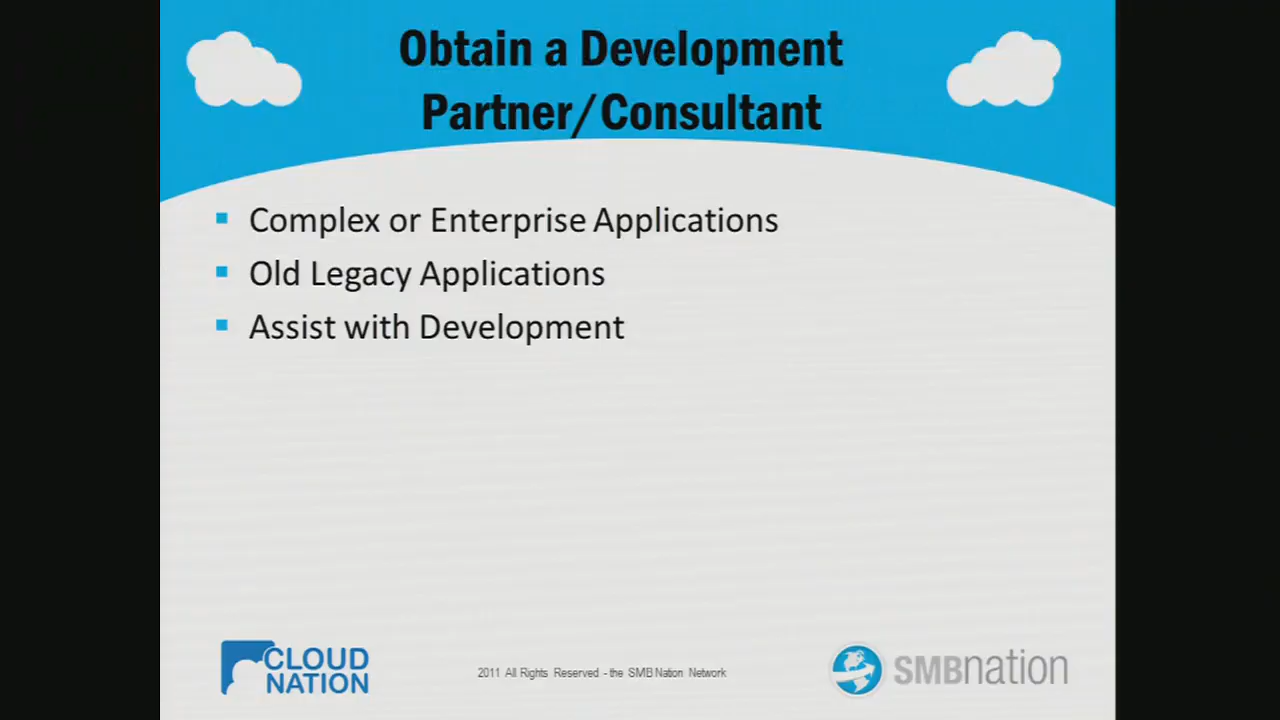 Obtain a Development
Partner/Consultant
Complex or Enterprise Applications
Old Legacy Applications
Assist with Development
CLOUD
NATION
2011 All Rights Reserved - the SMB Nation Network
SMBnation